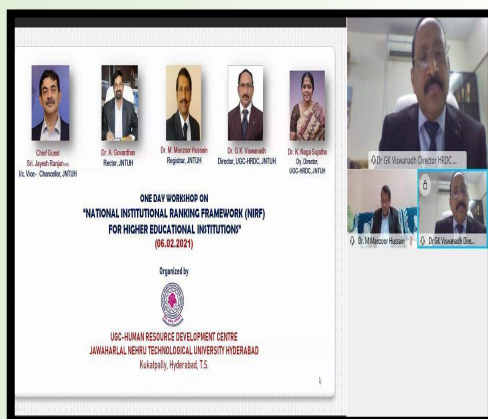 Chief Guest
Sri. Jayesh Ranjan
I/c. Vice - Chancellor, JNTUH
Dr. A. Govardhan
Rector, JNTUH
Dr. M. Manzoor Hussain
Registrar, JNTUH
Dr. G.K. Viswanadh
Director, UGC-HRDC, JNTUH
Dr. K. Naga Sujatha
Dy. Director,
UGC-HRDC, JNTUH
ONE DAY WORKSHOP ON
"NATIONAL INSTITUTIONAL RANKING FRAMEWORK (NIRF)
FOR HIGHER EDUCATIONAL INSTITUTIONS"
(06.02.2021)
Organized by
UGC-HUMAN RESOURCE DEVELOPMENT CENTRE
JAWAHARLAL NEHRU TECHNOLOGICAL UNIVERSITY HYDERABAD
Kukatpally, Hyderabad, T.S.
Dr GK Viswanadh Director HRDC ...
Dr. M Manzoor Hussain
Dr GK Viswanadh Dire...